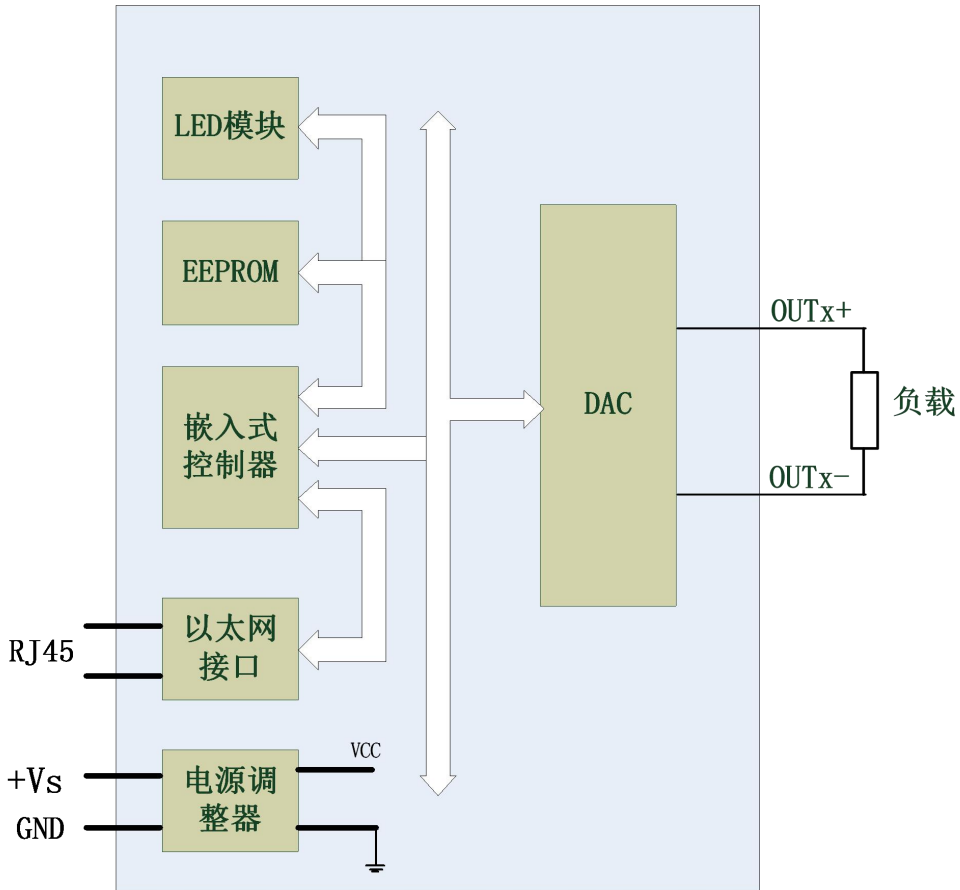 LED模块
EEPROM
嵌入式
控制器
以太网
接口
RJ45
电源调
整器
+Vs
GND
VCC
DAC
OUTx+
OUTx-
负载